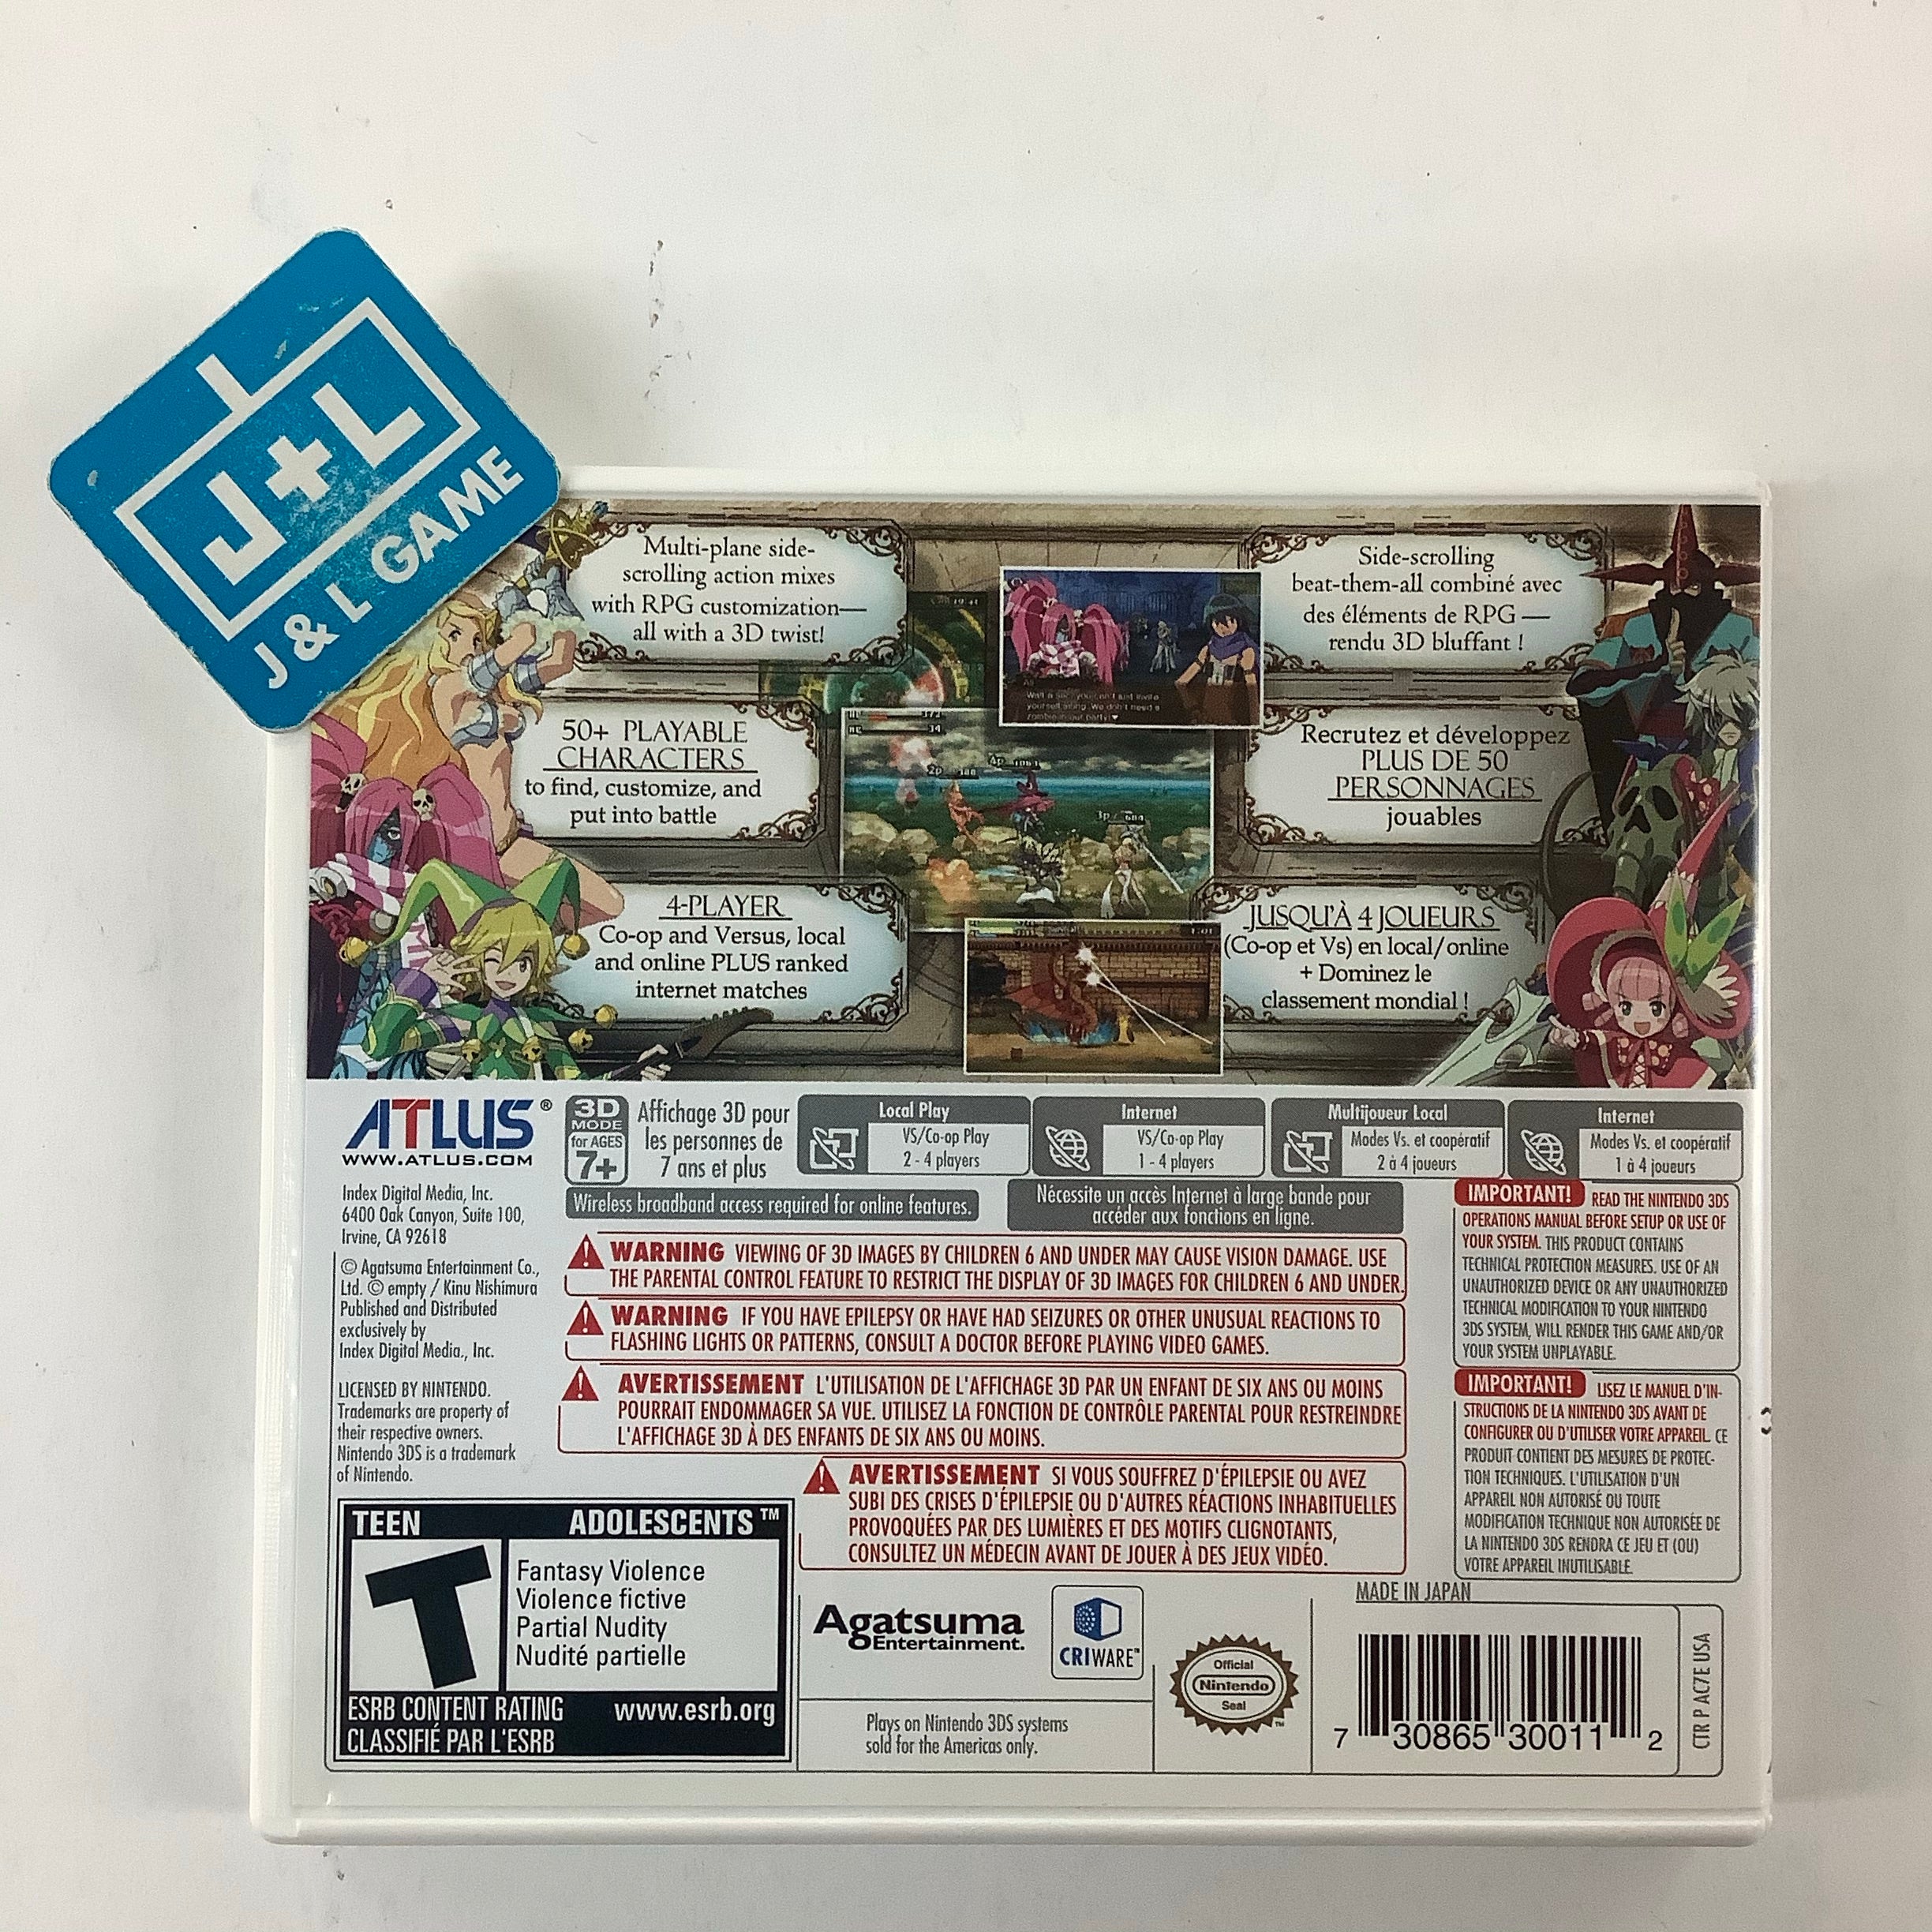 J+L
J & L GAME
Multi-plane side-
scrolling action mixes
with RPG customization—
all with a 3D twist!
50+ PLAYABLE
CHARACTERS
to find, customize, and
put into battle
4-PLAYER
Co-op and Versus, local
and online PLUS ranked
internet matches
Side-scrolling
beat-them-all combiné avec
des éléments de RPG —
rendu 3D bluffant !
Recrutez et développez
PLUS DE 50
PERSONNAGES
jouables
JUSQU'À 4 JOUEURS
(Co-op et Vs) en local/online
+ Dominez le
classement mondial !
2p
4p
3p
ATLUS®
WWW.ATLUS.COM
Index Digital Media, Inc.
6400 Oak Canyon, Suite 100,
Irvine, CA 92618
© Agatsuma Entertainment Co.,
Ltd. © empty / Kinu Nishimura
Published and Distributed
exclusively by
Index Digital Media., Inc.
LICENSED BY NINTENDO.
Trademarks are property of
their respective owners.
Nintendo 3DS is a trademark
of Nintendo.
3D
MODE
for AGES
7+
Affichage 3D pour
les personnes de
7 ans et plus
Local Play
VS/Co-op Play
2 - 4 players
Internet
VS/Co-op Play
1 - 4 players
Multijoueur Local
Modes Vs. et coopératif
2 à 4 joueurs
Internet
Modes Vs. et coopératif
1 à 4 joueurs
Wireless broadband access required for online features.
Nécessite un accès Internet à large bande pour
accéder aux fonctions en ligne.
WARNING VIEWING OF 3D IMAGES BY CHILDREN 6 AND UNDER MAY CAUSE VISION DAMAGE. USE
THE PARENTAL CONTROL FEATURE TO RESTRICT THE DISPLAY OF 3D IMAGES FOR CHILDREN 6 AND UNDER.
WARNING IF YOU HAVE EPILEPSY OR HAVE HAD SEIZURES OR OTHER UNUSUAL REACTIONS TO
FLASHING LIGHTS OR PATTERNS, CONSULT A DOCTOR BEFORE PLAYING VIDEO GAMES.
AVERTISSEMENT L'UTILISATION DE L'AFFICHAGE 3D PAR UN ENFANT DE SIX ANS OU MOINS
POURRAIT ENDOMMAGER SA VUE. UTILISEZ LA FONCTION DE CONTRÔLE PARENTAL POUR RESTREINDRE
L'AFFICHAGE 3D À DES ENFANTS DE SIX ANS OU MOINS.
AVERTISSEMENT SI VOUS SOUFFREZ D'ÉPILEPSIE OU AVEZ
SUBI DES CRISES D'ÉPILEPSIE OU D'AUTRES RÉACTIONS INHABITUELLES
PROVOQUÉES PAR DES LUMIÈRES ET DES MOTIFS CLIGNOTANTS,
CONSULTEZ UN MÉDECIN AVANT DE JOUER À DES JEUX VIDÉO.
IMPORTANT! READ THE NINTENDO 3DS
OPERATIONS MANUAL BEFORE SETUP OR USE OF
YOUR SYSTEM. THIS PRODUCT CONTAINS
TECHNICAL PROTECTION MEASURES. USE OF AN
UNAUTHORIZED DEVICE OR ANY UNAUTHORIZED
TECHNICAL MODIFICATION TO YOUR NINTENDO
3DS SYSTEM, WILL RENDER THIS GAME AND/OR
YOUR SYSTEM UNPLAYABLE.
IMPORTANT! LISEZ LE MANUEL D'IN-
STRUCTIONS DE LA NINTENDO 3DS AVANT DE
CONFIGURER OU D'UTILISER VOTRE APPAREIL. CE
PRODUIT CONTIENT DES MESURES DE PROTEC-
TION TECHNIQUES. L'UTILISATION D'UN
APPAREIL NON AUTORISÉ OU TOUTE
MODIFICATION TECHNIQUE NON AUTORISÉE DE
LA NINTENDO 3DS RENDRA CE JEU ET (OU)
VOTRE APPAREIL INUTILISABLE.
TEEN ADOLESCENTS™
T
Fantasy Violence
Violence fictive
Partial Nudity
Nudité partielle
ESRB CONTENT RATING www.esrb.org
CLASSIFIÉ PAR L'ESRB
Agatsuma
Entertainment.
CRIWARE™
Plays on Nintendo 3DS systems
sold for the Americas only.
Official
Nintendo
Seal
™
MADE IN JAPAN
7 30865 30011 2
CTR P AC7E USA